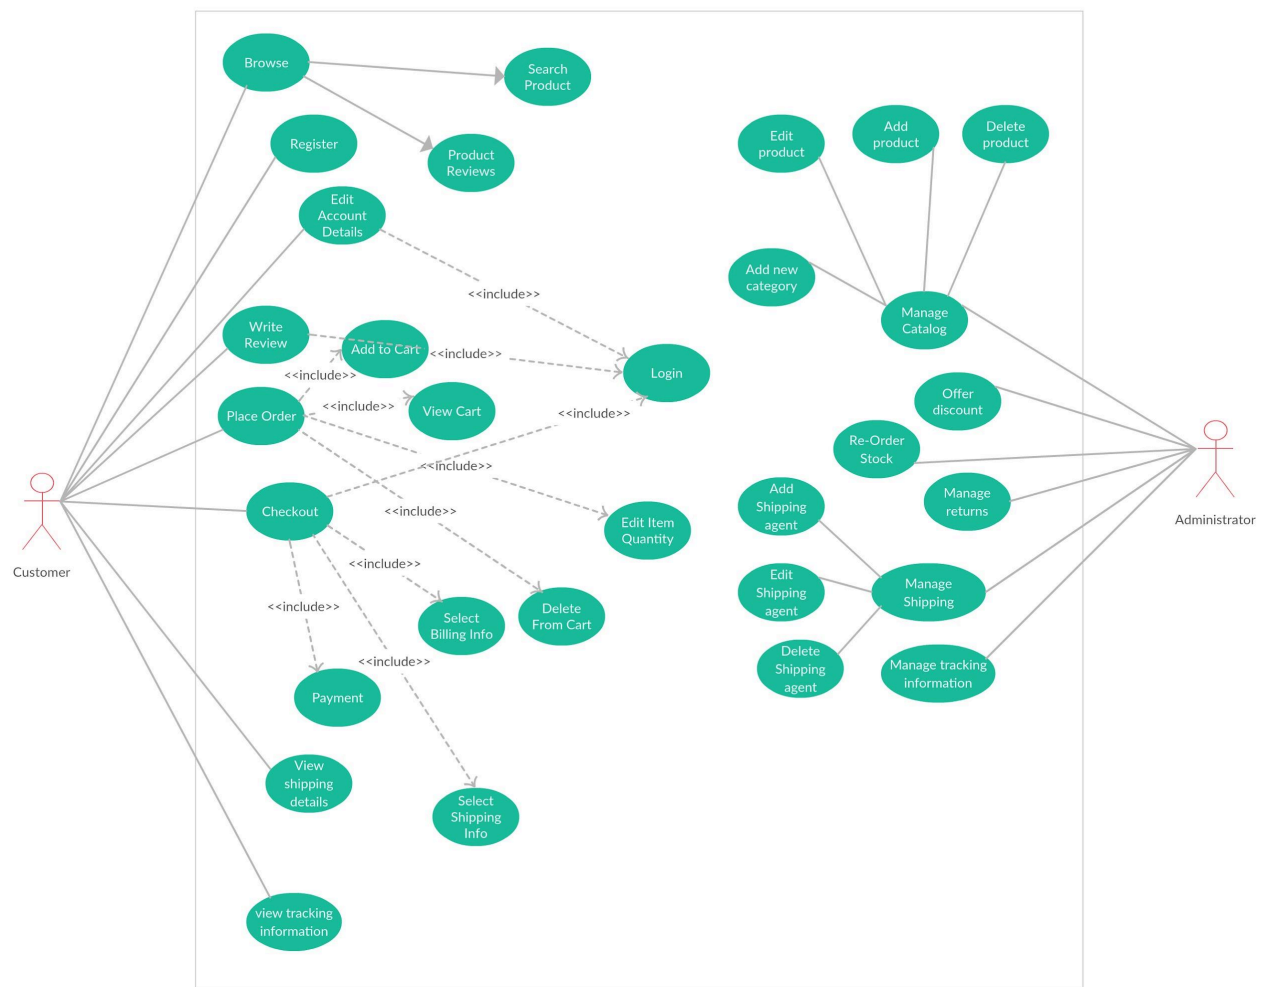 Browse
Search
Product
Register
Product
Reviews
Edit
Account
Details
<<include>>
Write
Review
Add to Cart
<<include>>
Login
<<include>>
Place Order
<<include>>
View Cart
<<include>>
<<include>>
Checkout
<<include>>
Edit Item
Quantity
<<include>>
<<include>>
Select
Billing Info
Delete
From Cart
<<include>>
Payment
View
shipping
details
Select
Shipping
Info
view tracking
information
Customer
Edit
product
Add
product
Delete
product
Add new
category
Manage
Catalog
Offer
discount
Re-Order
Stock
Add
Shipping
agent
Manage
returns
Edit
Shipping
agent
Manage
Shipping
Delete
Shipping
agent
Manage tracking
information
Administrator